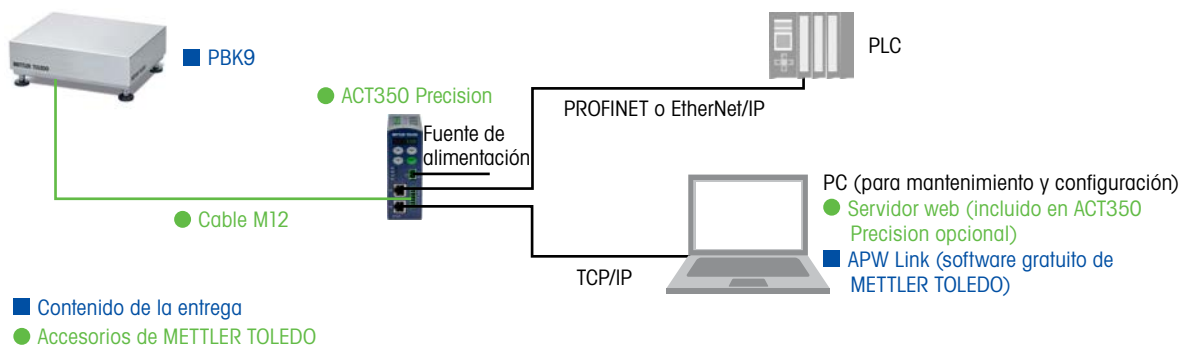 METTLER TOLEDO
PBK9
PLC
ACT350 Precision
PROFINET o EtherNet/IP
Fuente de
alimentación
Cable M12
TCP/IP
PC (para mantenimiento y configuración)
Servidor web (incluido en ACT350
Precision opcional)
APW Link (software gratuito de
METTLER TOLEDO)
Contenido de la entrega
Accesorios de METTLER TOLEDO